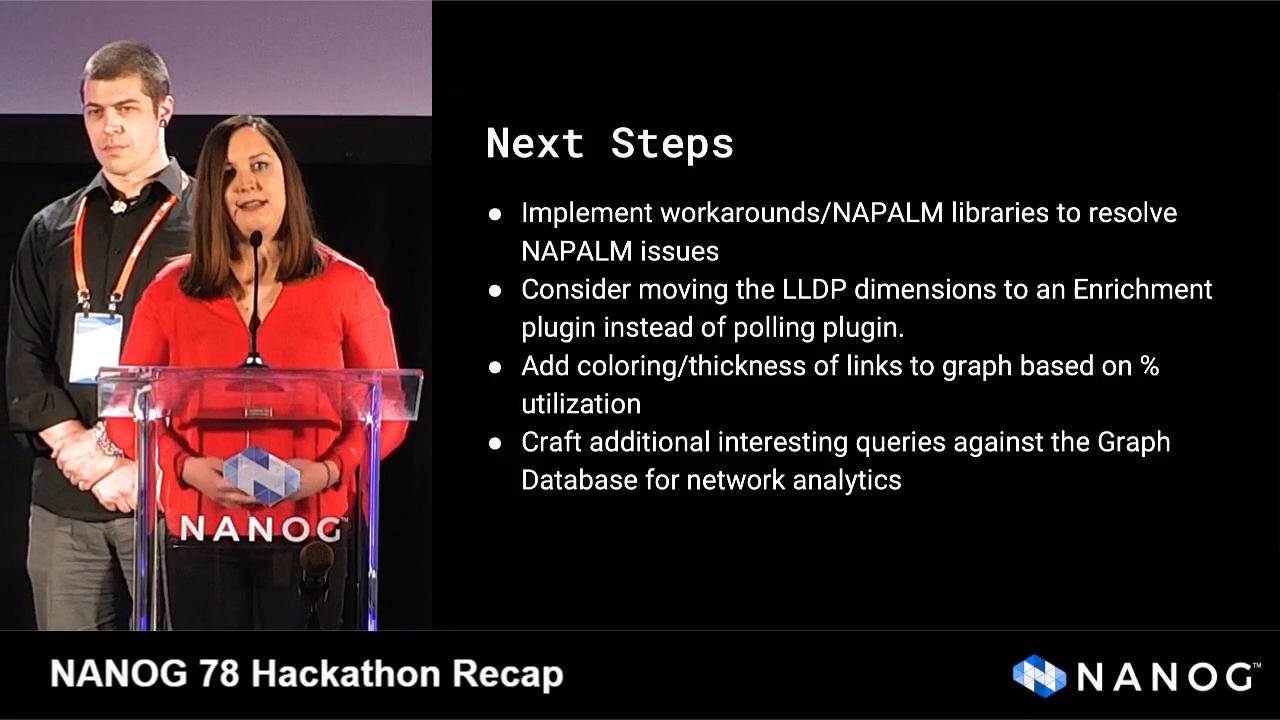 Next Steps
● Implement workarounds/NAPALM libraries to resolve
NAPALM issues
● Consider moving the LLDP dimensions to an Enrichment
plugin instead of polling plugin.
● Add coloring/thickness of links to graph based on %
utilization
● Craft additional interesting queries against the Graph
Database for network analytics
NANOG™
NANOG 78 Hackathon Recap
NANOG™